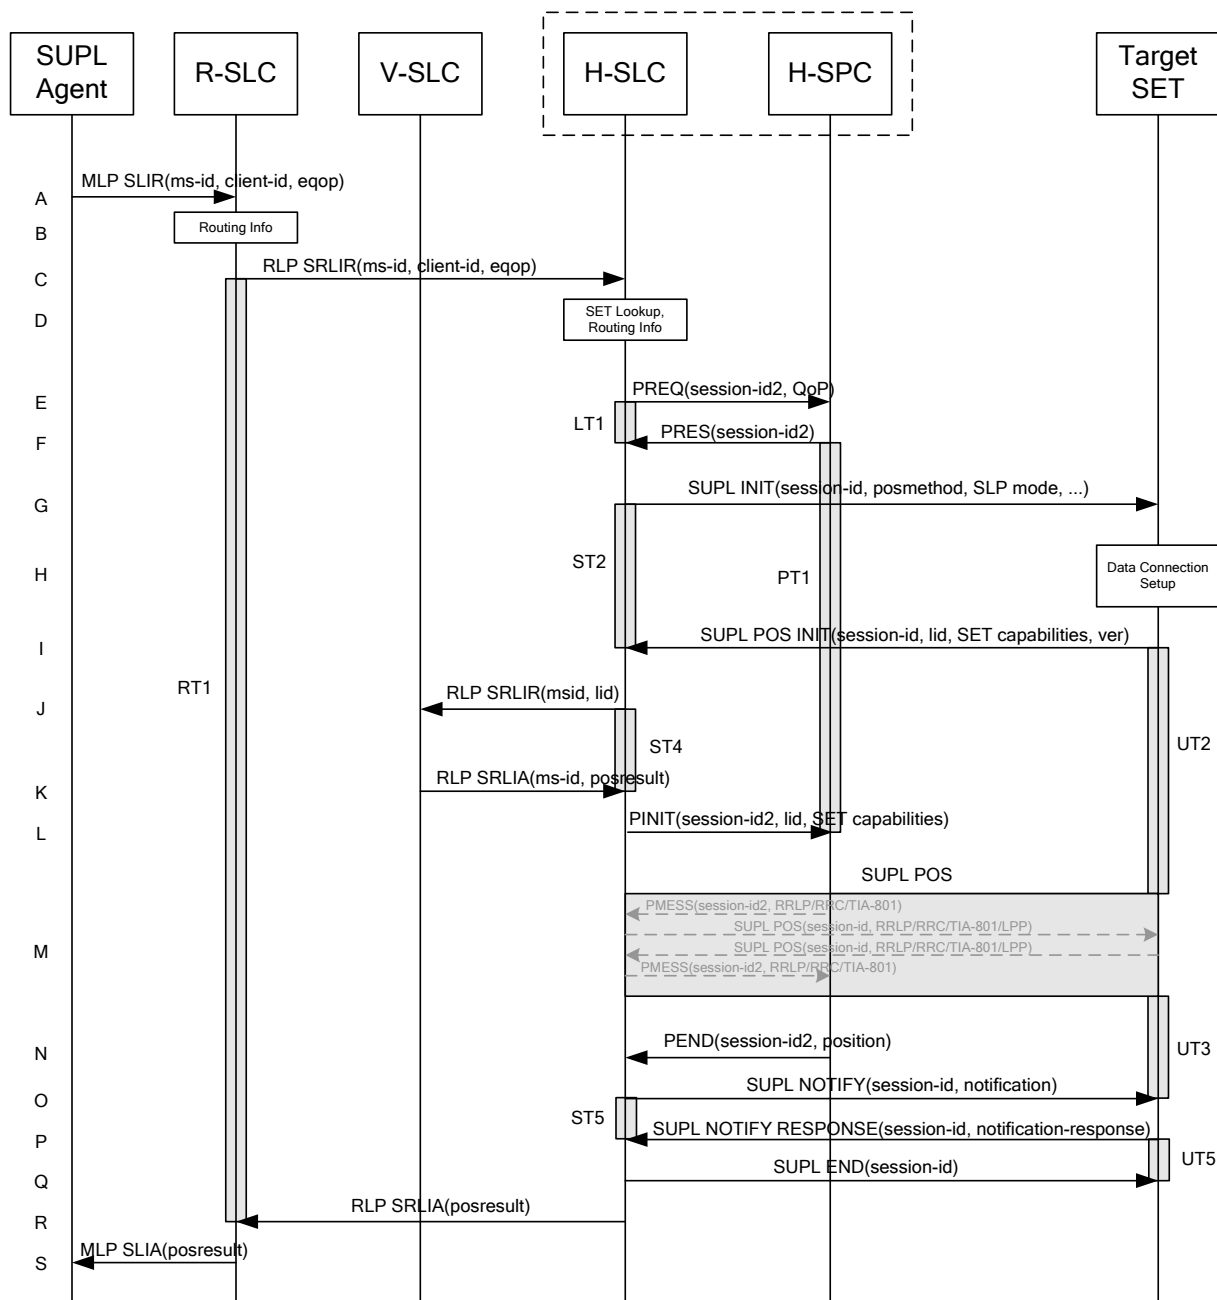 SUPL
Agent
R-SLC
V-SLC
H-SLC
H-SPC
Target
SET
A
MLP SLIR(ms-id, client-id, eqop)
B
Routing Info
C
RLP SRLIR(ms-id, client-id, eqop)
D
SET Lookup,
Routing Info
E
PREQ(session-id2, QoP)
LT1
F
PRES(session-id2)
G
SUPL INIT(session-id, posmethod, SLP mode, ...)
ST2
H
PT1
Data Connection
Setup
I
SUPL POS INIT(session-id, lid, SET capabilities, ver)
RT1
J
RLP SRLIR(msid, lid)
ST4
UT2
K
RLP SRLIA(ms-id, posresult)
L
PINIT(session-id2, lid, SET capabilities)
SUPL POS
PMESS(session-id2, RRLP/RRC/TIA-801)
SUPL POS(session-id, RRLP/RRC/TIA-801/LPP)
M
SUPL POS(session-id, RRLP/RRC/TIA-801/LPP)
PMESS(session-id2, RRLP/RRC/TIA-801)
N
PEND(session-id2, position)
UT3
O
SUPL NOTIFY(session-id, notification)
ST5
P
SUPL NOTIFY RESPONSE(session-id, notification-response)
UT5
Q
SUPL END(session-id)
R
RLP SRLIA(posresult)
S
MLP SLIA(posresult)